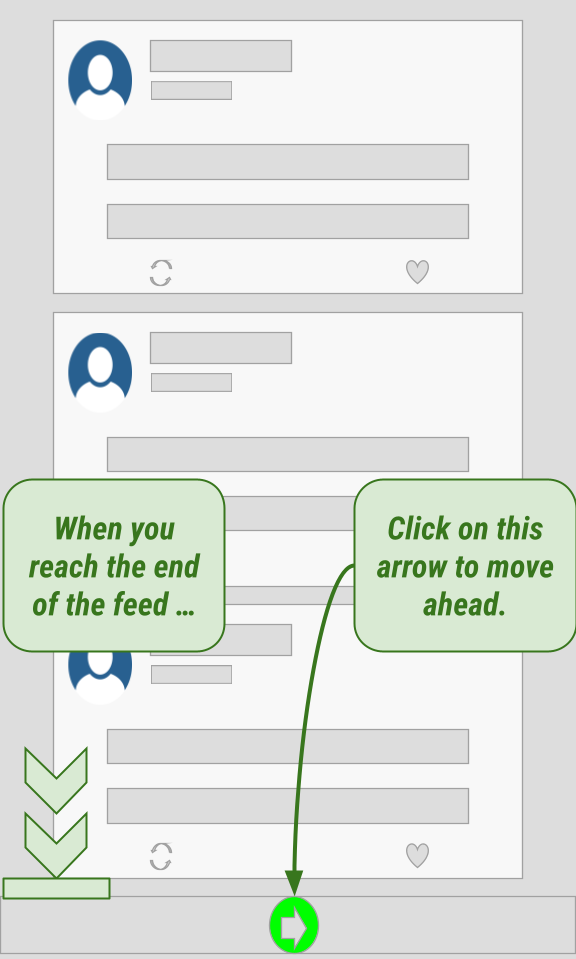 When you
reach the end
of the feed ...
Click on this
arrow to move
ahead.